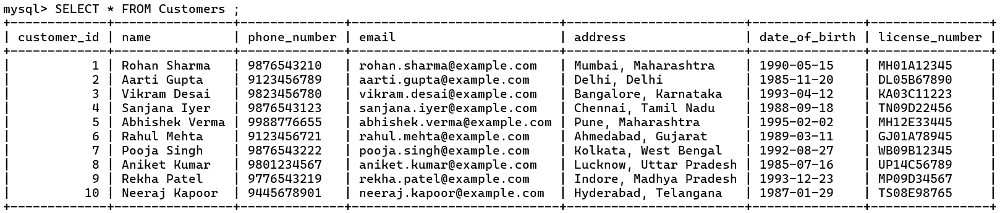 mysql> SELECT * FROM Customers ;
+-------------+----------------+--------------+----------------------------+------------------------+---------------+----------------+
| customer_id | name           | phone_number | email                      | address                | date_of_birth | license_number |
+-------------+----------------+--------------+----------------------------+------------------------+---------------+----------------+
|           1 | Rohan Sharma   | 9876543210   | rohan.sharma@example.com   | Mumbai, Maharashtra    | 1990-05-15    | MH01A12345     |
|           2 | Aarti Gupta    | 9123456789   | aarti.gupta@example.com    | Delhi, Delhi           | 1985-11-20    | DL05B67890     |
|           3 | Vikram Desai   | 9823456780   | vikram.desai@example.com   | Bangalore, Karnataka   | 1993-04-12    | KA03C11223     |
|           4 | Sanjana Iyer   | 9876543123   | sanjana.iyer@example.com   | Chennai, Tamil Nadu    | 1988-09-18    | TN09D22456     |
|           5 | Abhishek Verma | 9988776655   | abhishek.verma@example.com | Pune, Maharashtra      | 1995-02-02    | MH12E33445     |
|           6 | Rahul Mehta    | 9123456721   | rahul.mehta@example.com    | Ahmedabad, Gujarat     | 1989-03-11    | GJ01A78945     |
|           7 | Pooja Singh    | 9876543222   | pooja.singh@example.com    | Kolkata, West Bengal   | 1992-08-27    | WB09B12345     |
|           8 | Aniket Kumar   | 9801234567   | aniket.kumar@example.com   | Lucknow, Uttar Pradesh | 1985-07-16    | UP14C56789     |
|           9 | Rekha Patel    | 9776543219   | rekha.patel@example.com    | Indore, Madhya Pradesh | 1993-12-23    | MP09D34567     |
|          10 | Neeraj Kapoor  | 9445678901   | neeraj.kapoor@example.com  | Hyderabad, Telangana   | 1987-01-29    | TS08E98765     |
+-------------+----------------+--------------+----------------------------+------------------------+---------------+----------------+